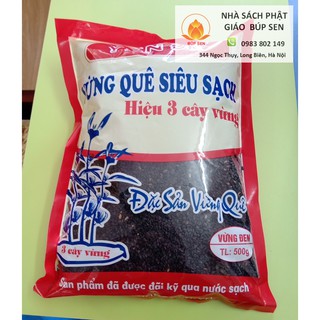 NHÀ SÁCH PHẬT
GIÁO BÚP SEN
0983 802 149
344 Ngọc Thụy, Long Biên, Hà Nội
BÚP SEN
VỪNG QUÊ SIÊU SẠCH
Hiệu 3 cây vừng
Đặc Sản Vừng Quê
3 cây vừng
VỪNG ĐEN
TL: 500g
Sản phẩm đã được đãi kỹ qua nước sạch